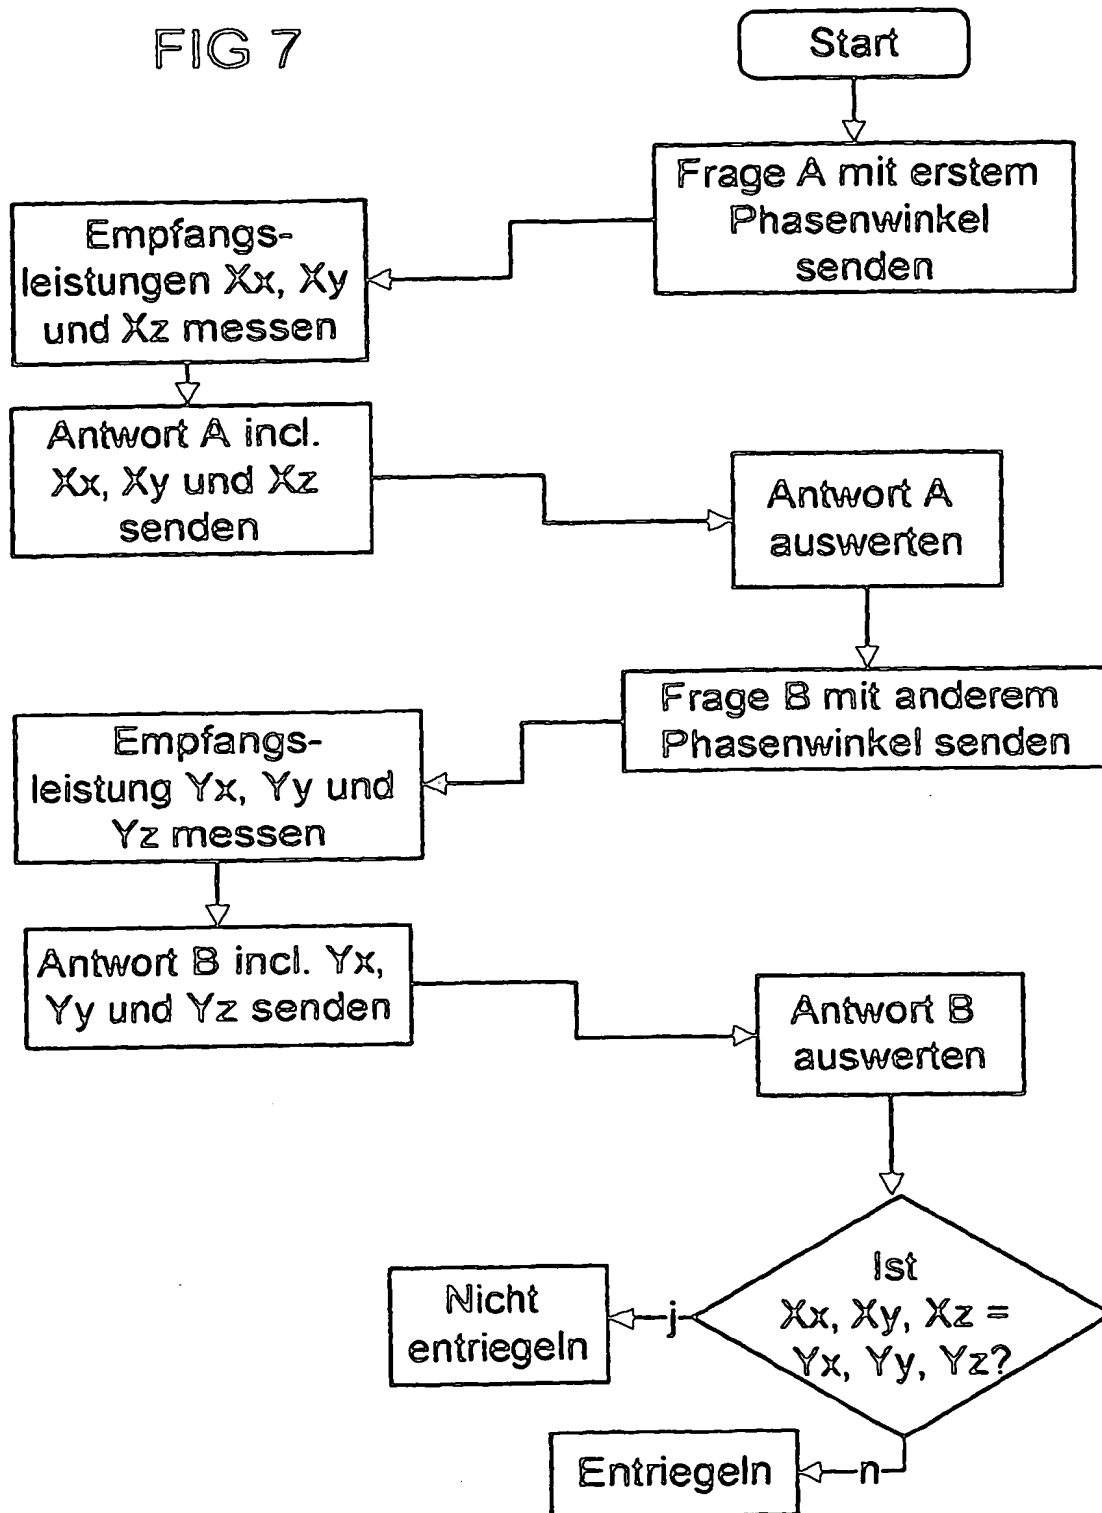 FIG 7
Start
Frage A mit erstem
Phasenwinkel
senden
Empfangs-
leistungen Xx, Xy
und Xz messen
Antwort A incl.
Xx, Xy und Xz
senden
Antwort A
auswerten
Frage B mit anderem
Phasenwinkel senden
Empfangs-
leistung Yx, Yy und
Yz messen
Antwort B incl. Yx,
Yy und Yz senden
Antwort B
auswerten
Ist
Xx, Xy, Xz =
Yx, Yy, Yz?
j
Nicht
entriegeln
n
Entriegeln